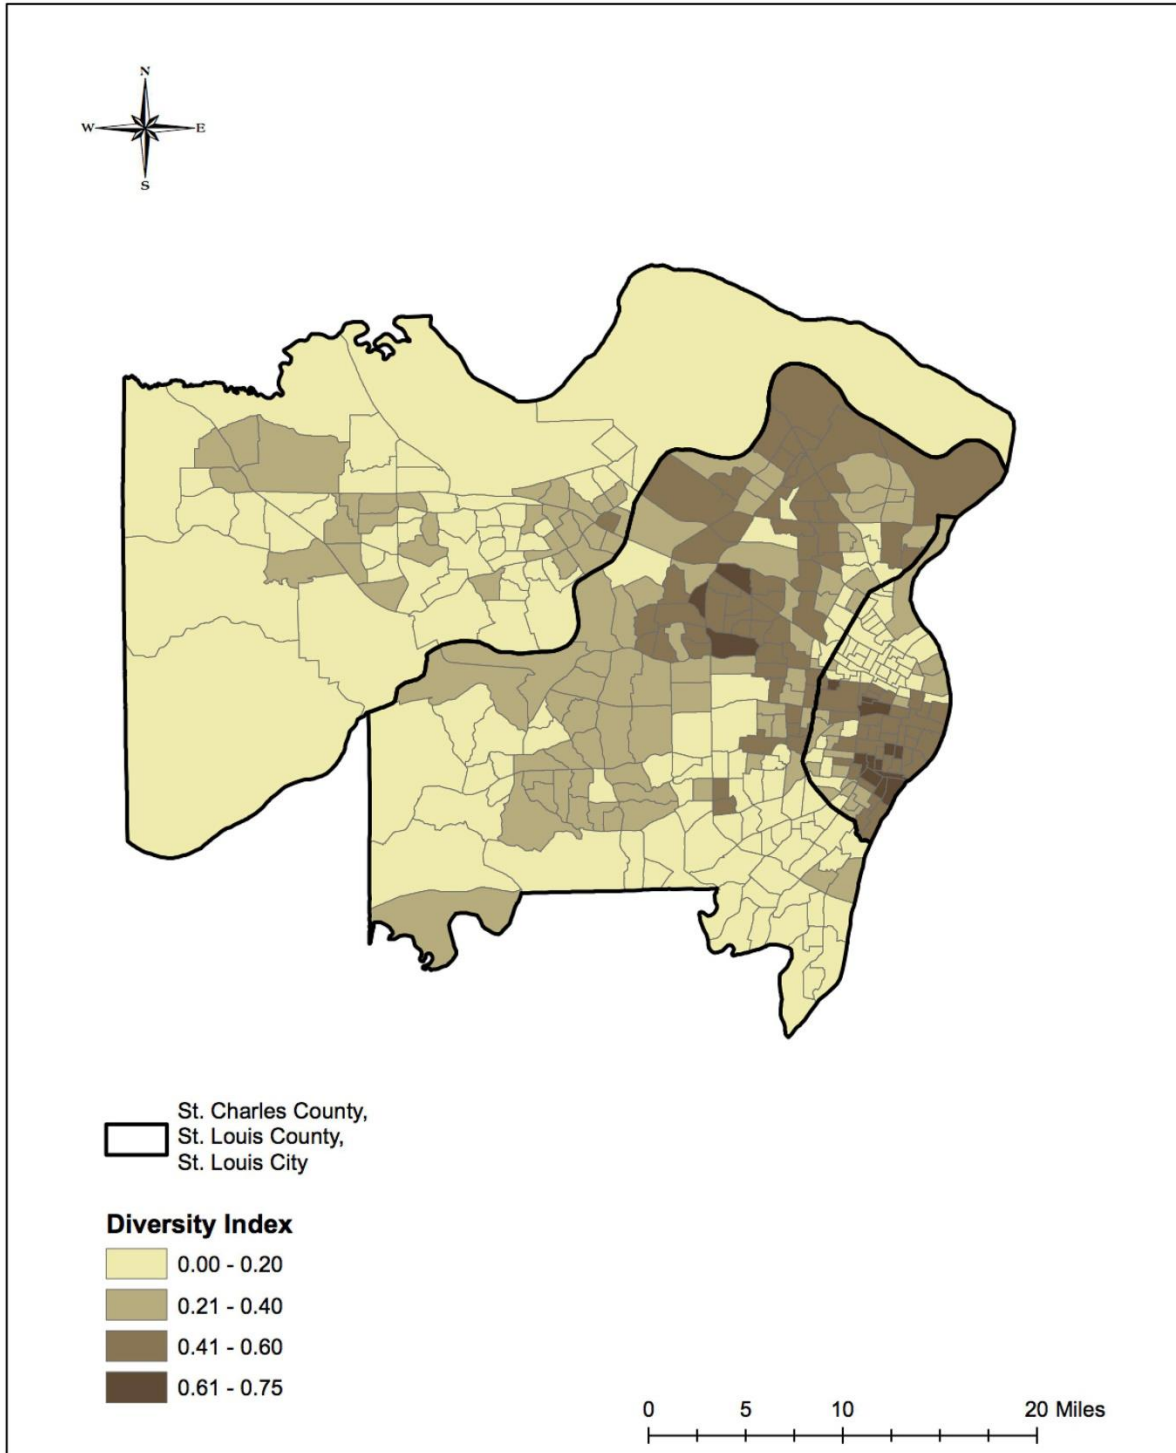 N
W E
S
St. Charles County,
St. Louis County,
St. Louis City
Diversity Index
0.00 - 0.20
0.21 - 0.40
0.41 - 0.60
0.61 - 0.75
0 5 10 20 Miles